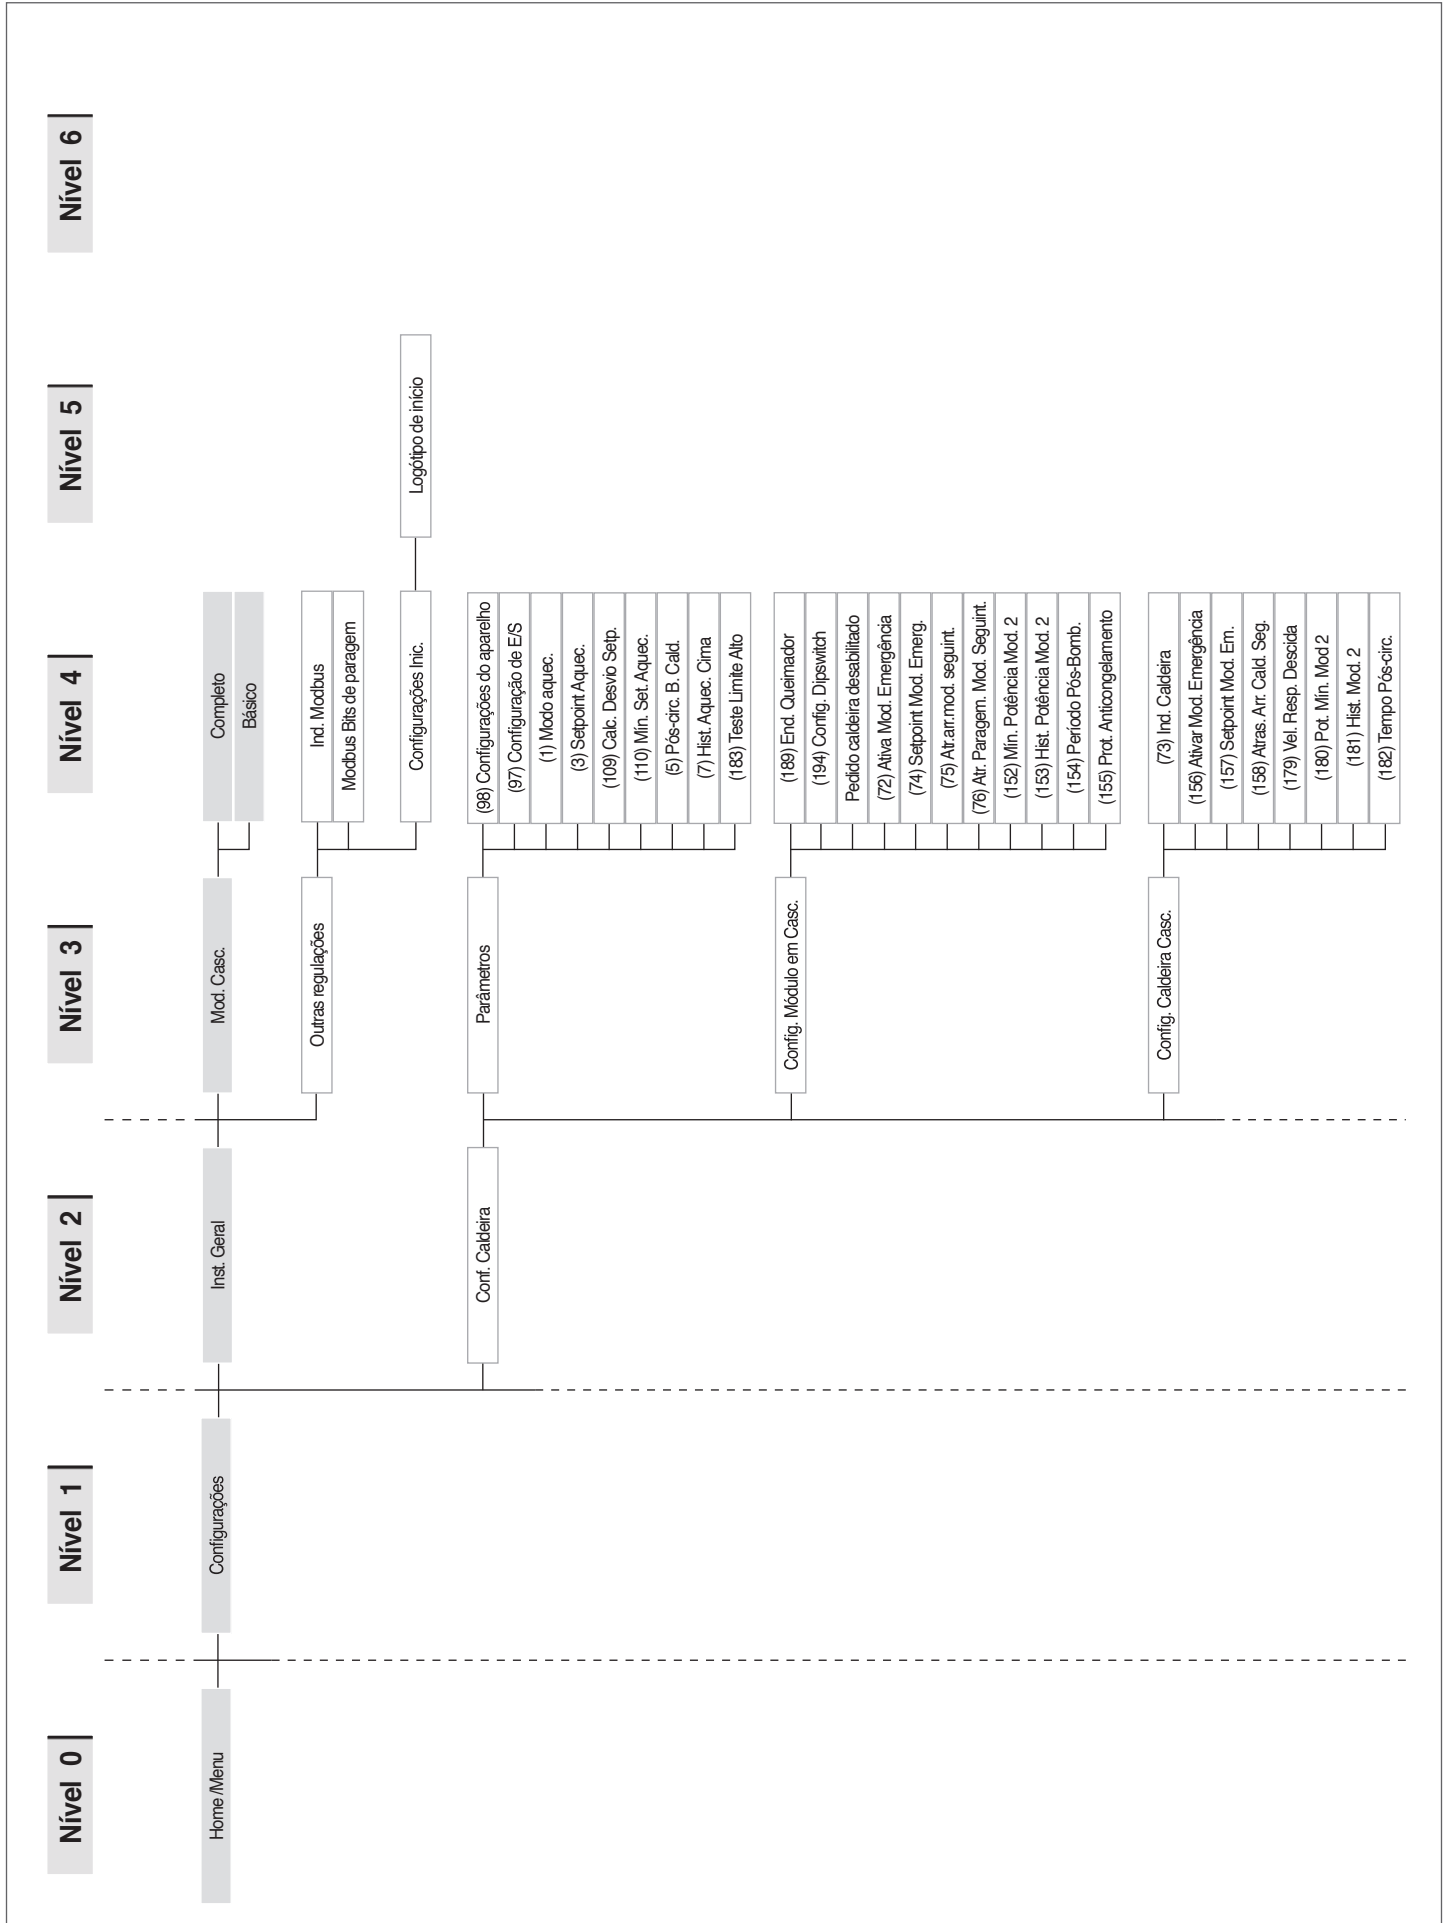 Nível 0
Nível 1
Nível 2
Nível 3
Nível 4
Nível 5
Nível 6
Home /Menu
Configurações
Inst. Geral
Mod. Casc.
Completo
Básico
Outras regulações
Ind. Modbus
Modbus Bits de paragem
Configurações Inic.
Logótipo de início
Conf. Caldeira
Parâmetros
(98) Configurações do aparelho
(97) Configuração de E/S
(1) Modo aquec.
(3) Setpoint Aquec.
(109) Calc. Desvio Setp.
(110) Mín. Set. Aquec.
(5) Pós-circ. B. Cald.
(7) Hist. Aquec. Cima
(183) Teste Limite Alto
Config. Módulo em Casc.
(189) End. Queimador
(194) Config. Dipswitch
Pedido caldeira desabilitado
(72) Ativa Mod. Emergência
(74) Setpoint Mod. Emerg.
(75) Atr.arr.mod. seguint.
(76) Atr. Paragem. Mod. Seguint.
(152) Mín. Potência Mod. 2
(153) Hist. Potência Mod. 2
(154) Período Pós-Bomb.
(155) Prot. Anticongelamento
Config. Caldeira Casc.
(73) Ind. Caldeira
(156) Ativar Mod. Emergência
(157) Setpoint Mod. Em.
(158) Atras. Arr. Cald. Seg.
(179) Vel. Resp. Descida
(180) Pot. Mín. Mod 2
(181) Hist. Mod. 2
(182) Tempo Pós-circ.